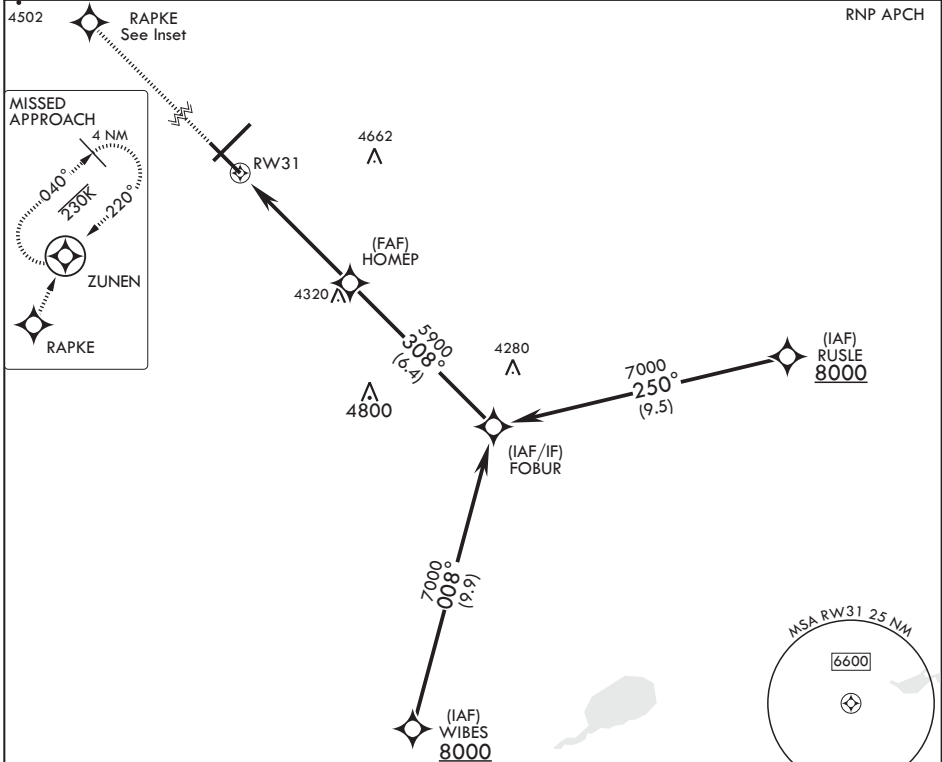 4502
RAPKE
See Inset
RNP APCH
MISSED
APPROACH
4 NM
040°
230K
220°
ZUNEN
RAPKE
RW31
4662
(FAF)
HOMEP
4320
5900
308°
(6.4)
4280
4800
7000
250°
(9.5)
(IAF)
RUSLE
8000
(IAF/IF)
FOBUR
7000
008°
(9.9)
(IAF)
WIBES
8000
MSA RW31 25 NM
6600